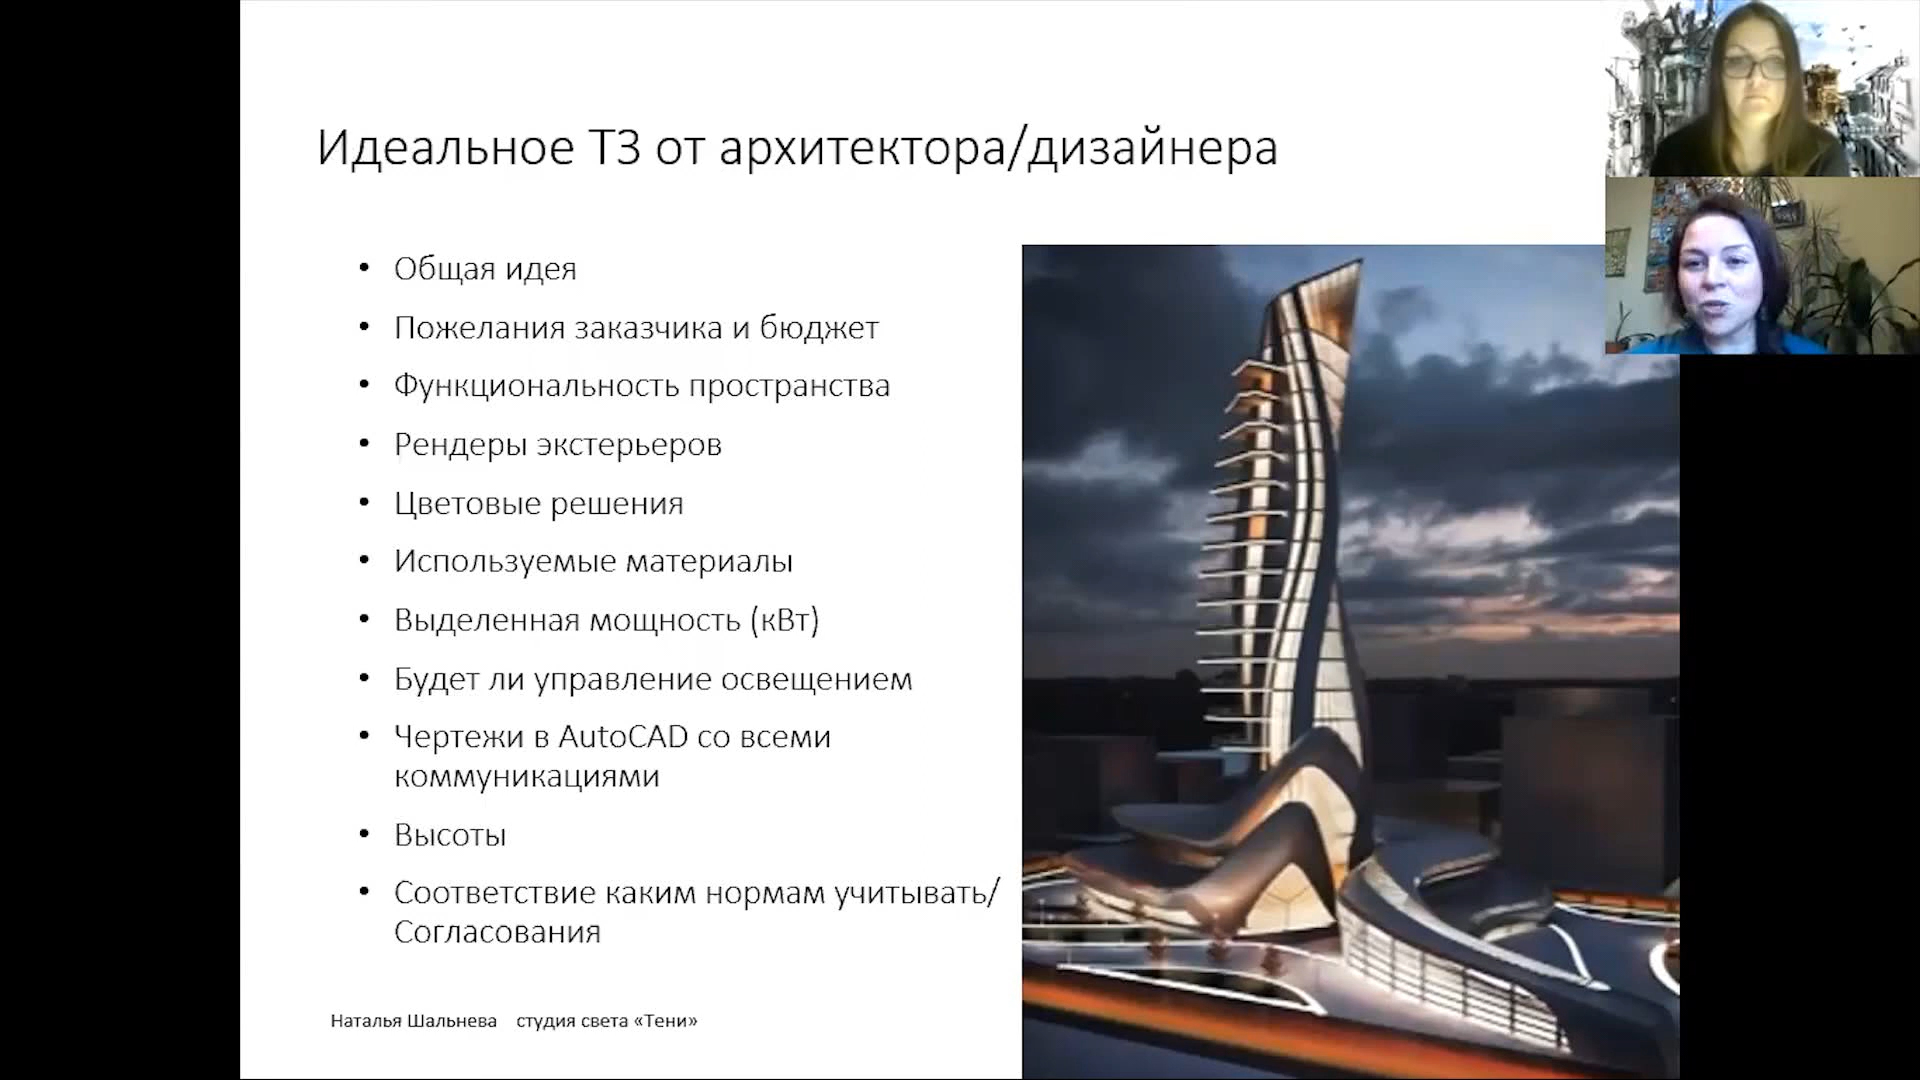 Идеальное ТЗ от архитектора/дизайнера
• Общая идея
• Пожелания заказчика и бюджет
• Функциональность пространства
• Рендеры экстерьеров
• Цветовые решения
• Используемые материалы
• Выделенная мощность (кВт)
• Будет ли управление освещением
• Чертежи в AutoCAD со всеми
коммуникациями
• Высоты
• Соответствие каким нормам учитывать/
Согласования
Наталья Шальнева студия света «Тени»